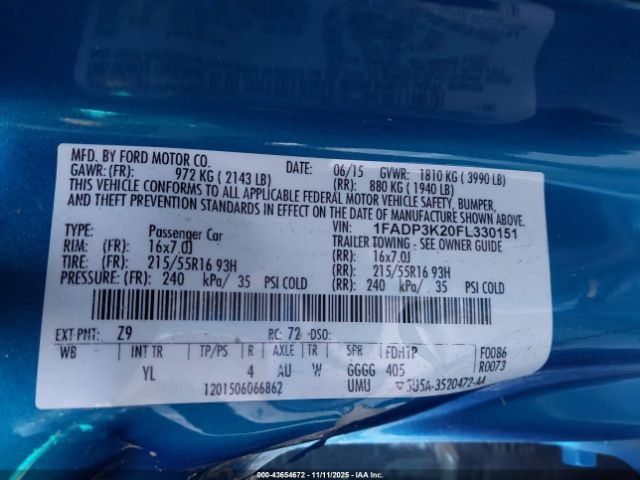 MFD. BY FORD MOTOR CO.
DATE: 06/15 GVWR: 1810 KG ( 3990 LB)
GAWR: (FR): 972 KG ( 2143 LB) (RR): 880 KG ( 1940 LB)
THIS VEHICLE CONFORMS TO ALL APPLICABLE FEDERAL MOTOR VEHICLE SAFETY, BUMPER,
AND THEFT PREVENTION STANDARDS IN EFFECT ON THE DATE OF MANUFACTURE SHOWN ABOVE.
VIN: 1FADP3K20FL330151
TYPE: Passenger Car TRAILER TOWING - SEE OWNER GUIDE
RIM: (FR): 16x7.0J (RR): 16x7.0J
TIRE: (FR): 215/55R16 93H (RR): 215/55R16 93H
PRESSURE: (FR): 240 kPa/ 35 PSI COLD (RR): 240 kPa/ 35 PSI COLD
EXT PNT: Z9 RC: 72 DSO:
WB INT TR TP/PS R AXLE TR SPR FDHTP F0086
YL 4 AU W GGGG 405 R0073
1201506066862 UMU 5U5A-3520472-AA
000-43654672 - 11/11/2025 - IAA Inc.